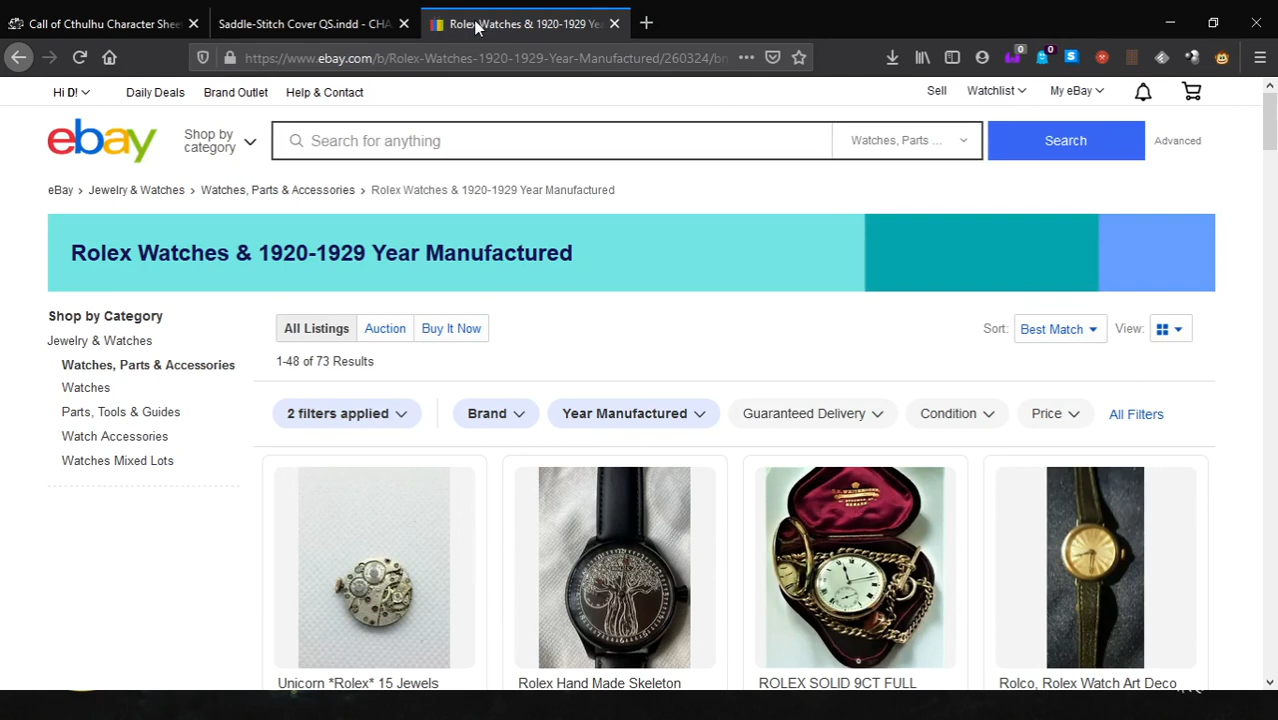 Call of Cthulhu Character Shee
Saddle-Stitch Cover QS.indd - CHA
Rolex Watches & 1920-1929 Yea
https://www.ebay.com/b/Rolex-Watches-1920-1929-Year-Manufactured/260324/bn
0
0
Hi D!
Daily Deals
Brand Outlet
Help & Contact
Sell
Watchlist
My eBay
ebay
Shop by
category
Search for anything
Watches, Parts ...
Search
Advanced
eBay > Jewelry & Watches > Watches, Parts & Accessories > Rolex Watches & 1920-1929 Year Manufactured
Rolex Watches & 1920-1929 Year Manufactured
Shop by Category
Jewelry & Watches
Watches, Parts & Accessories
Watches
Parts, Tools & Guides
Watch Accessories
Watches Mixed Lots
All Listings
Auction
Buy It Now
Sort:
Best Match
View:
1-48 of 73 Results
2 filters applied
Brand
Year Manufactured
Guaranteed Delivery
Condition
Price
All Filters
Unicorn *Rolex* 15 Jewels
Rolex Hand Made Skeleton
ROLEX SOLID 9CT FULL
Rolco, Rolex Watch Art Deco